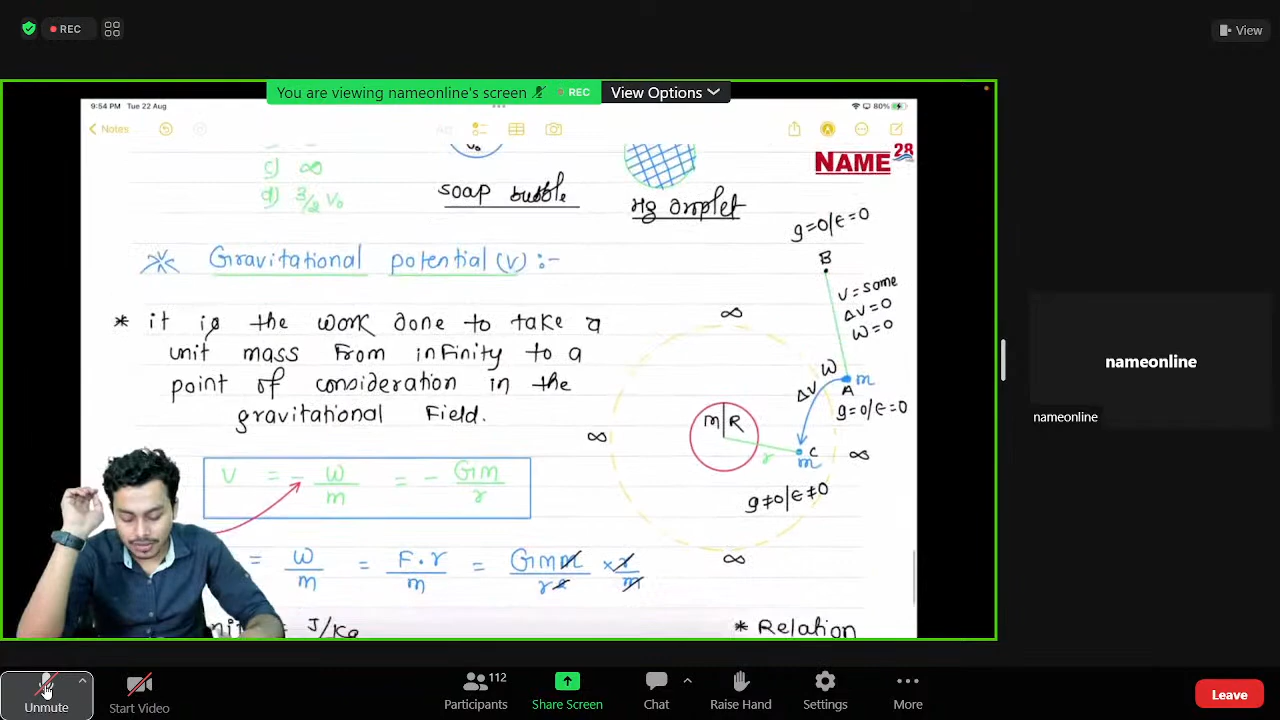 REC
View
You are viewing nameonline's screen
REC
View Options
9:54 PM Tue 22 Aug
80%
Notes
Aa
NAME 28
V₀
c) ∞
d) 3/2 V₀
soap bubble
Hg droplet
g=0/E=0
B
Gravitational potential (V) :-
V = same
ΔV = 0
W = 0
∞
* it is the work done to take a
unit mass From infinity to a
point of consideration in the
gravitational Field.
W
ΔV
m
A
g=0/E=0
M|R
r
C
m
∞
∞
g≠0/E≠0
V = - W/m = - Gm/r
= W/m = F·r/m = Gmm/r² × r/m
∞
J/Kg
* Relation
nameonline
nameonline
Unmute
Start Video
112
Participants
Share Screen
Chat
Raise Hand
Settings
More
Leave